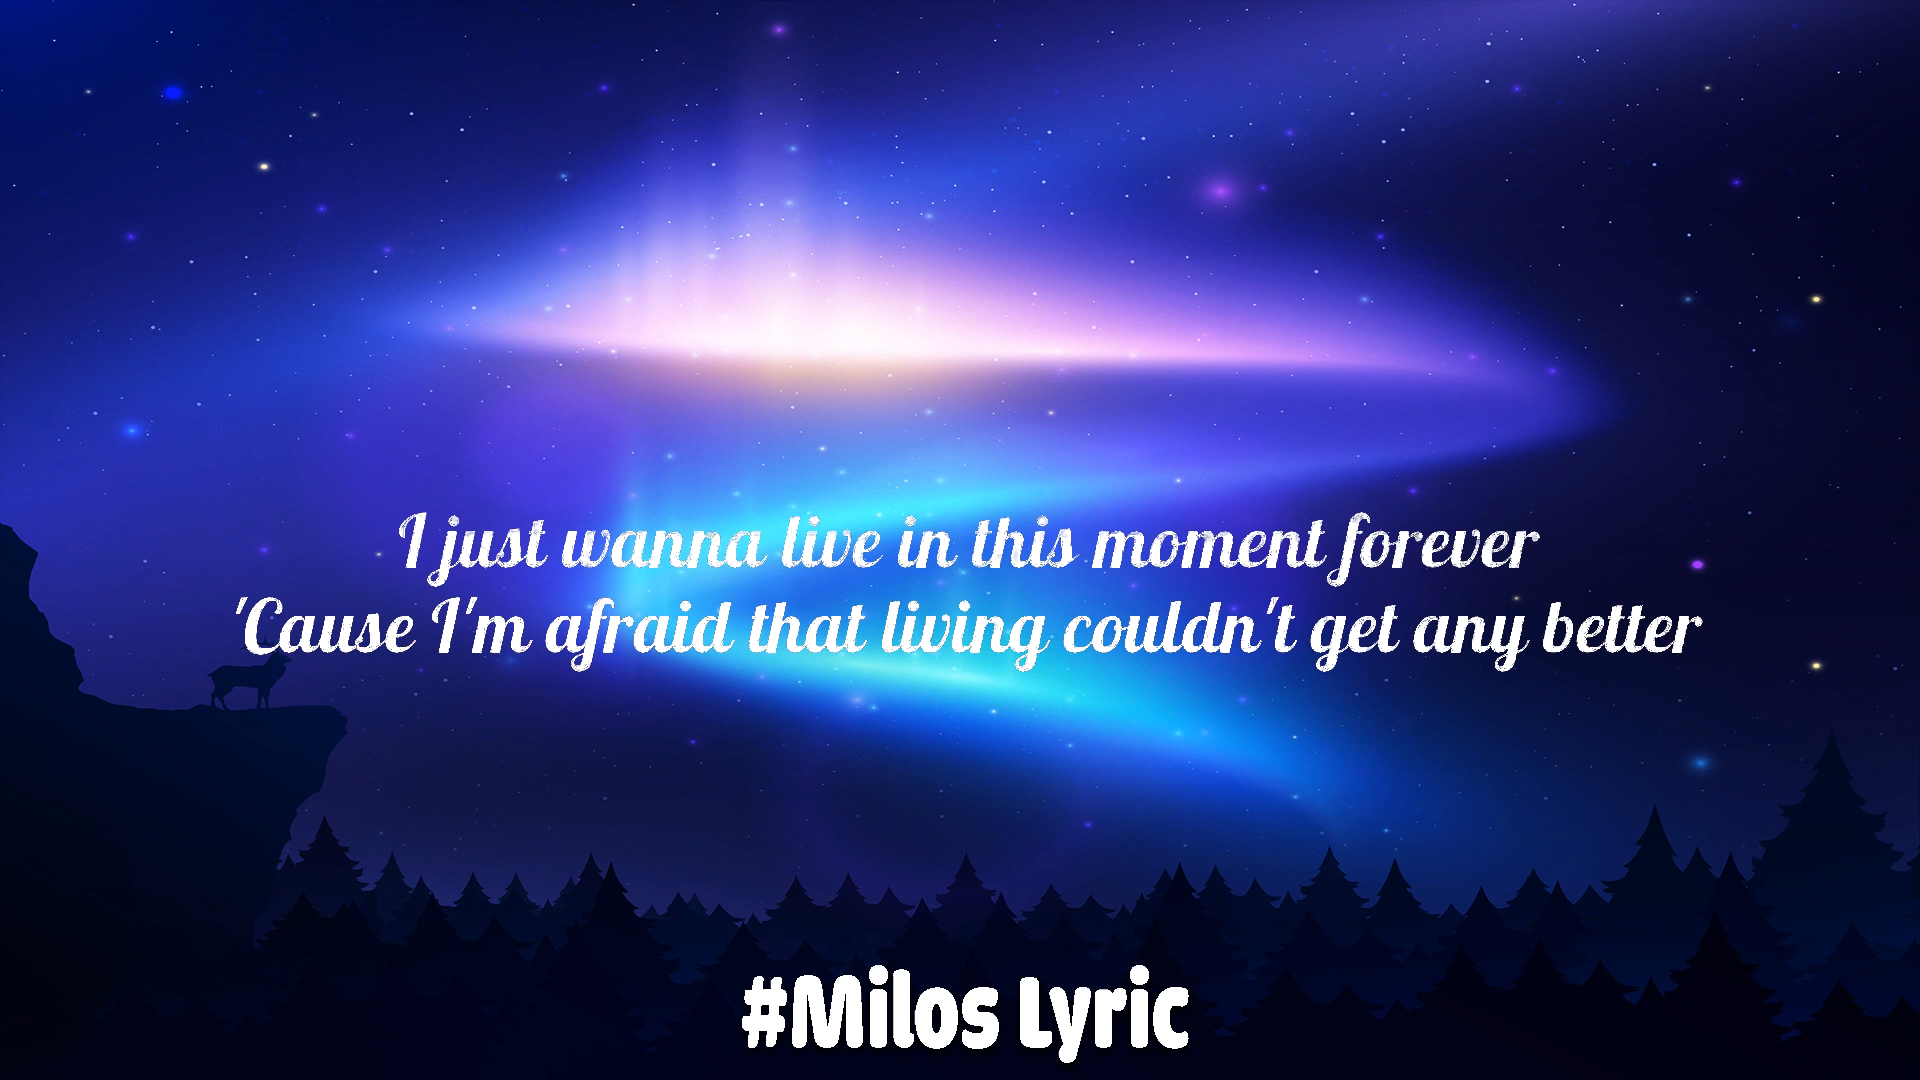 I just wanna live in this moment forever
'Cause I'm afraid that living couldn't get any better
#Milos Lyric